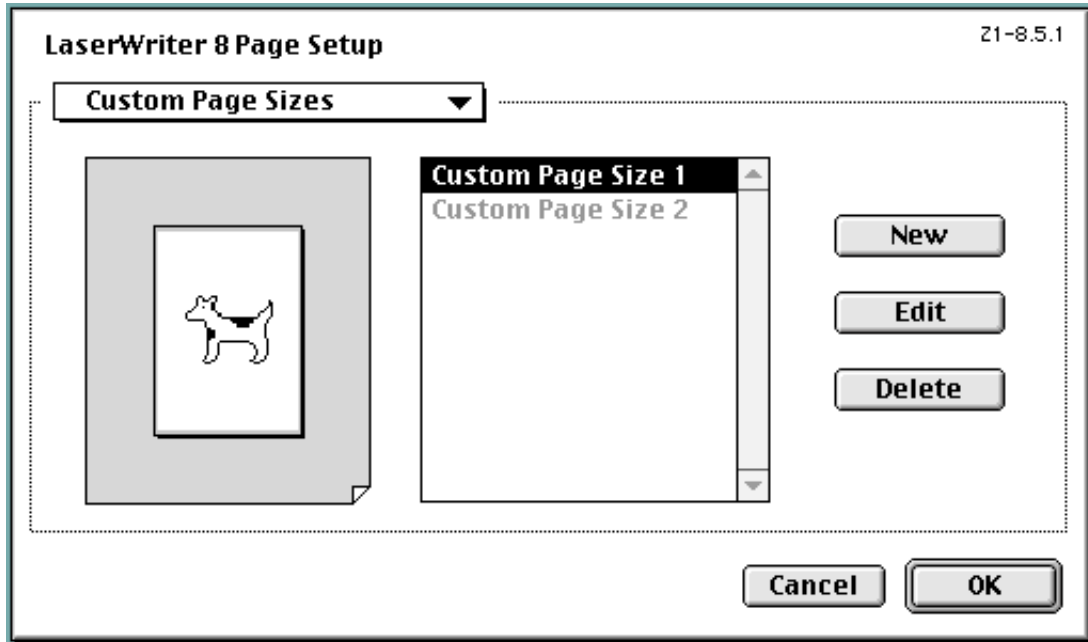 LaserWriter 8 Page Setup
Z1-8.5.1
Custom Page Sizes
Custom Page Size 1
Custom Page Size 2
New
Edit
Delete
Cancel
OK